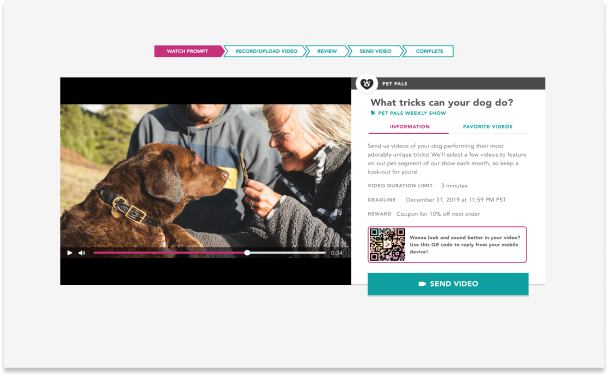 WATCH PROMPT
RECORD/UPLOAD VIDEO
REVIEW
SEND VIDEO
COMPLETE
PET PALS
What tricks can your dog do?
PET PALS WEEKLY SHOW
INFORMATION
FAVORITE VIDEOS
Send us videos of your dog performing their most
adorably unique tricks! We'll select a few videos to feature
on our pet segment of our show each month, so keep a
look-out for yours!
VIDEO DURATION LIMIT 3 minutes
DEADLINE December 31, 2019 at 11:59 PM PST
REWARD Coupon for 10% off next order
Wanna look and sound better in your video?
Use this QR code to reply from your mobile
device!
0:34
SEND VIDEO